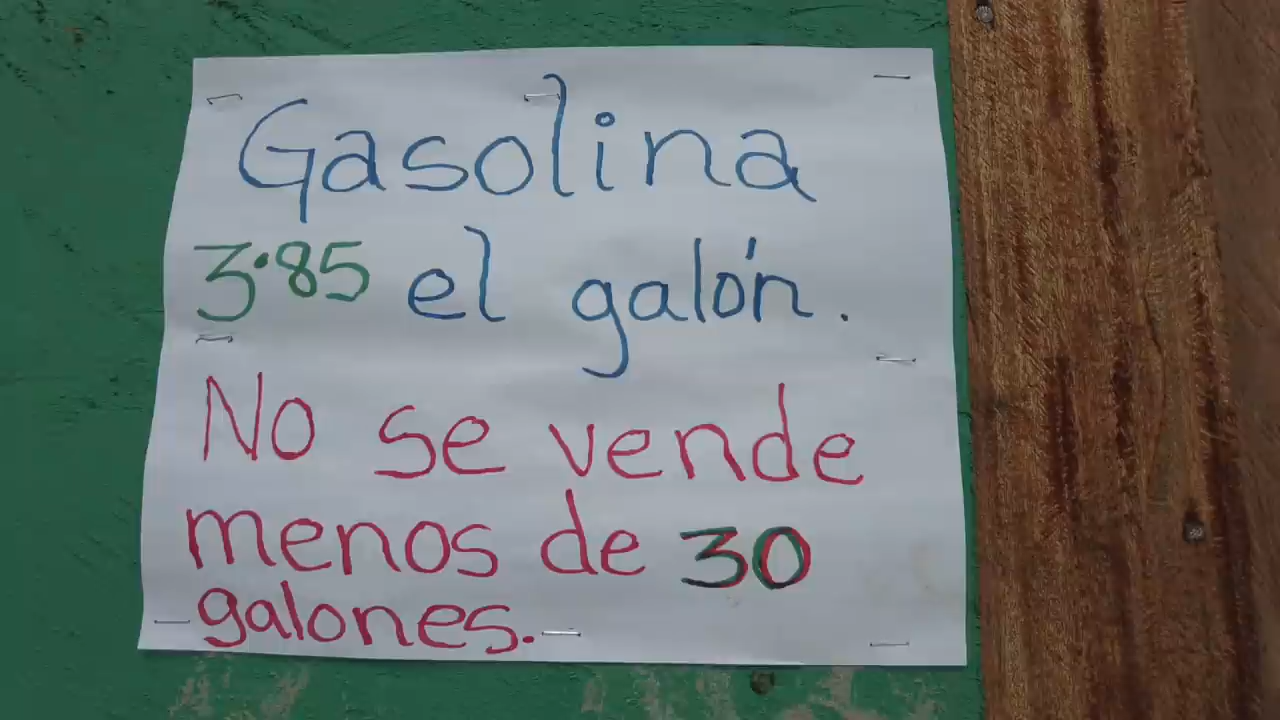 Gasolina
3.85 el galón.
No se vende
menos de 30
galones.